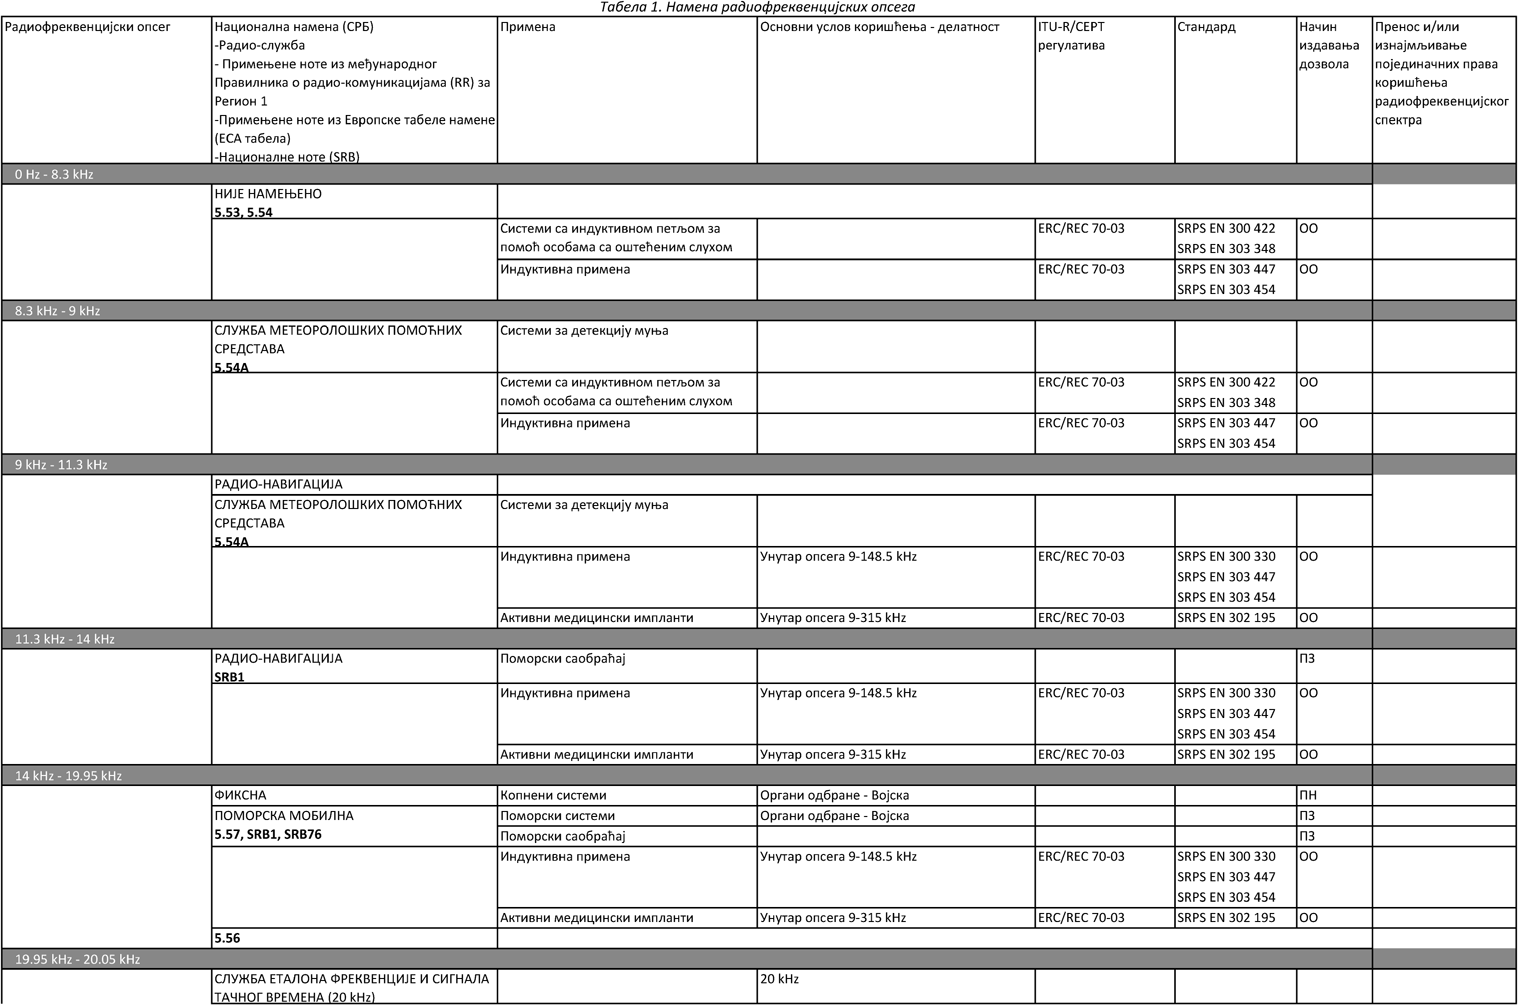 Табела 1. Намена радиофреквенцијских опсега
Радиофреквенцијски опсег
Национална намена (СРБ)
-Радио-служба
- Примењене ноте из међународног
Правилника о радио-комуникацијама (RR) за
Регион 1
-Примењене ноте из Европске табеле намене
(ECA табела)
-Националне ноте (SRB)
Примена
Основни услов коришћења - делатност
ITU-R/CEPT
регулатива
Стандард
Начин
издавања
дозвола
Пренос и/или
изнајмљивање
појединачних права
коришћења
радиофреквенцијског
спектра
0 Hz - 8.3 kHz
НИЈЕ НАМЕЊЕНО
5.53, 5.54
Системи са индуктивном петљом за
помоћ особама са оштећеним слухом
ERC/REC 70-03
SRPS EN 300 422
SRPS EN 303 348
ОО
Индуктивна примена
ERC/REC 70-03
SRPS EN 303 447
SRPS EN 303 454
ОО
8.3 kHz - 9 kHz
СЛУЖБА МЕТЕОРОЛОШКИХ ПОМОЋНИХ
СРЕДСТАВА
5.54A
Системи за детекцију муња
Системи са индуктивном петљом за
помоћ особама са оштећеним слухом
ERC/REC 70-03
SRPS EN 300 422
SRPS EN 303 348
ОО
Индуктивна примена
ERC/REC 70-03
SRPS EN 303 447
SRPS EN 303 454
ОО
9 kHz - 11.3 kHz
РАДИО-НАВИГАЦИЈА
СЛУЖБА МЕТЕОРОЛОШКИХ ПОМОЋНИХ
СРЕДСТАВА
5.54A
Системи за детекцију муња
Индуктивна примена
Унутар опсега 9-148.5 kHz
ERC/REC 70-03
SRPS EN 300 330
SRPS EN 303 447
SRPS EN 303 454
ОО
Активни медицински импланти
Унутар опсега 9-315 kHz
ERC/REC 70-03
SRPS EN 302 195
ОО
11.3 kHz - 14 kHz
РАДИО-НАВИГАЦИЈА
SRB1
Поморски саобраћај
ПЗ
Индуктивна примена
Унутар опсега 9-148.5 kHz
ERC/REC 70-03
SRPS EN 300 330
SRPS EN 303 447
SRPS EN 303 454
ОО
Активни медицински импланти
Унутар опсега 9-315 kHz
ERC/REC 70-03
SRPS EN 302 195
ОО
14 kHz - 19.95 kHz
ФИКСНА
Копнени системи
Органи одбране - Војска
ПН
ПОМОРСКА МОБИЛНА
5.57, SRB1, SRB76
Поморски системи
Органи одбране - Војска
ПЗ
Поморски саобраћај
ПЗ
Индуктивна примена
Унутар опсега 9-148.5 kHz
ERC/REC 70-03
SRPS EN 300 330
SRPS EN 303 447
SRPS EN 303 454
ОО
Активни медицински импланти
Унутар опсега 9-315 kHz
ERC/REC 70-03
SRPS EN 302 195
ОО
5.56
19.95 kHz - 20.05 kHz
СЛУЖБА ЕТАЛОНА ФРЕКВЕНЦИЈЕ И СИГНАЛА
ТАЧНОГ ВРЕМЕНА (20 kHz)
20 kHz